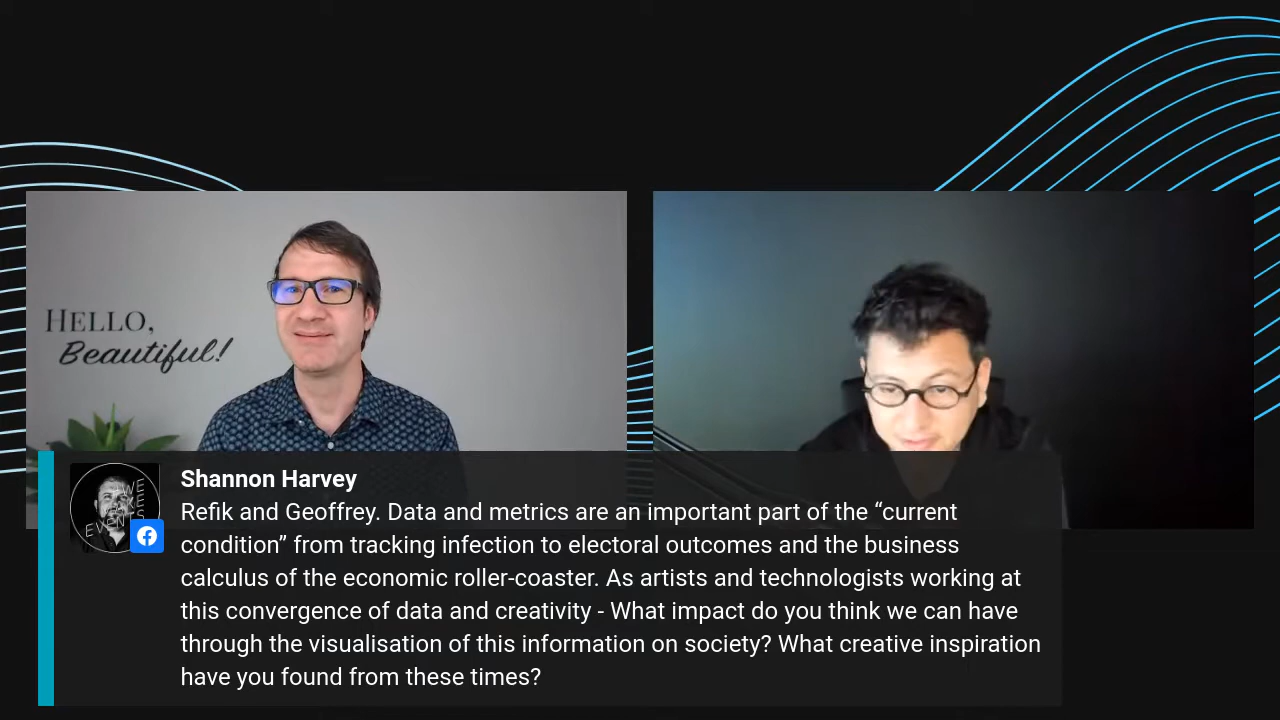 HELLO,
Beautiful!
WE
MAKE
EVENTS
Shannon Harvey
Refik and Geoffrey. Data and metrics are an important part of the “current
condition” from tracking infection to electoral outcomes and the business
calculus of the economic roller-coaster. As artists and technologists working at
this convergence of data and creativity - What impact do you think we can have
through the visualisation of this information on society? What creative inspiration
have you found from these times?